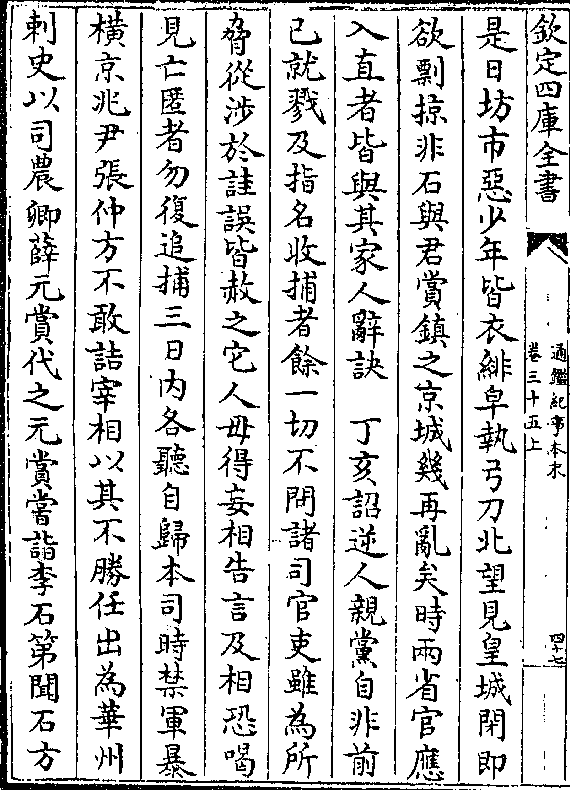 欽定四庫全書
通鑑紀事本末
卷三十五上
四十七
是日坊市惡少年皆衣緋皁執弓刀北望見皇城閉即
欲剽掠非石與君賞鎮之京城幾再亂矣時兩省官應
入直者皆與其家人辭訣　丁亥詔逆人親黨自非前
已就戮及指名收捕者餘一切不問諸司官吏雖為所
脅從涉於詿誤皆赦之它人毋得妄相告言及相恐喝
見亡匿者勿復追捕三日內各聽自歸本司時禁軍暴
橫京兆尹張仲方不敢詰宰相以其不勝任出為華州
刺史以司農卿薛元賞代之元賞嘗詣李石第聞石方